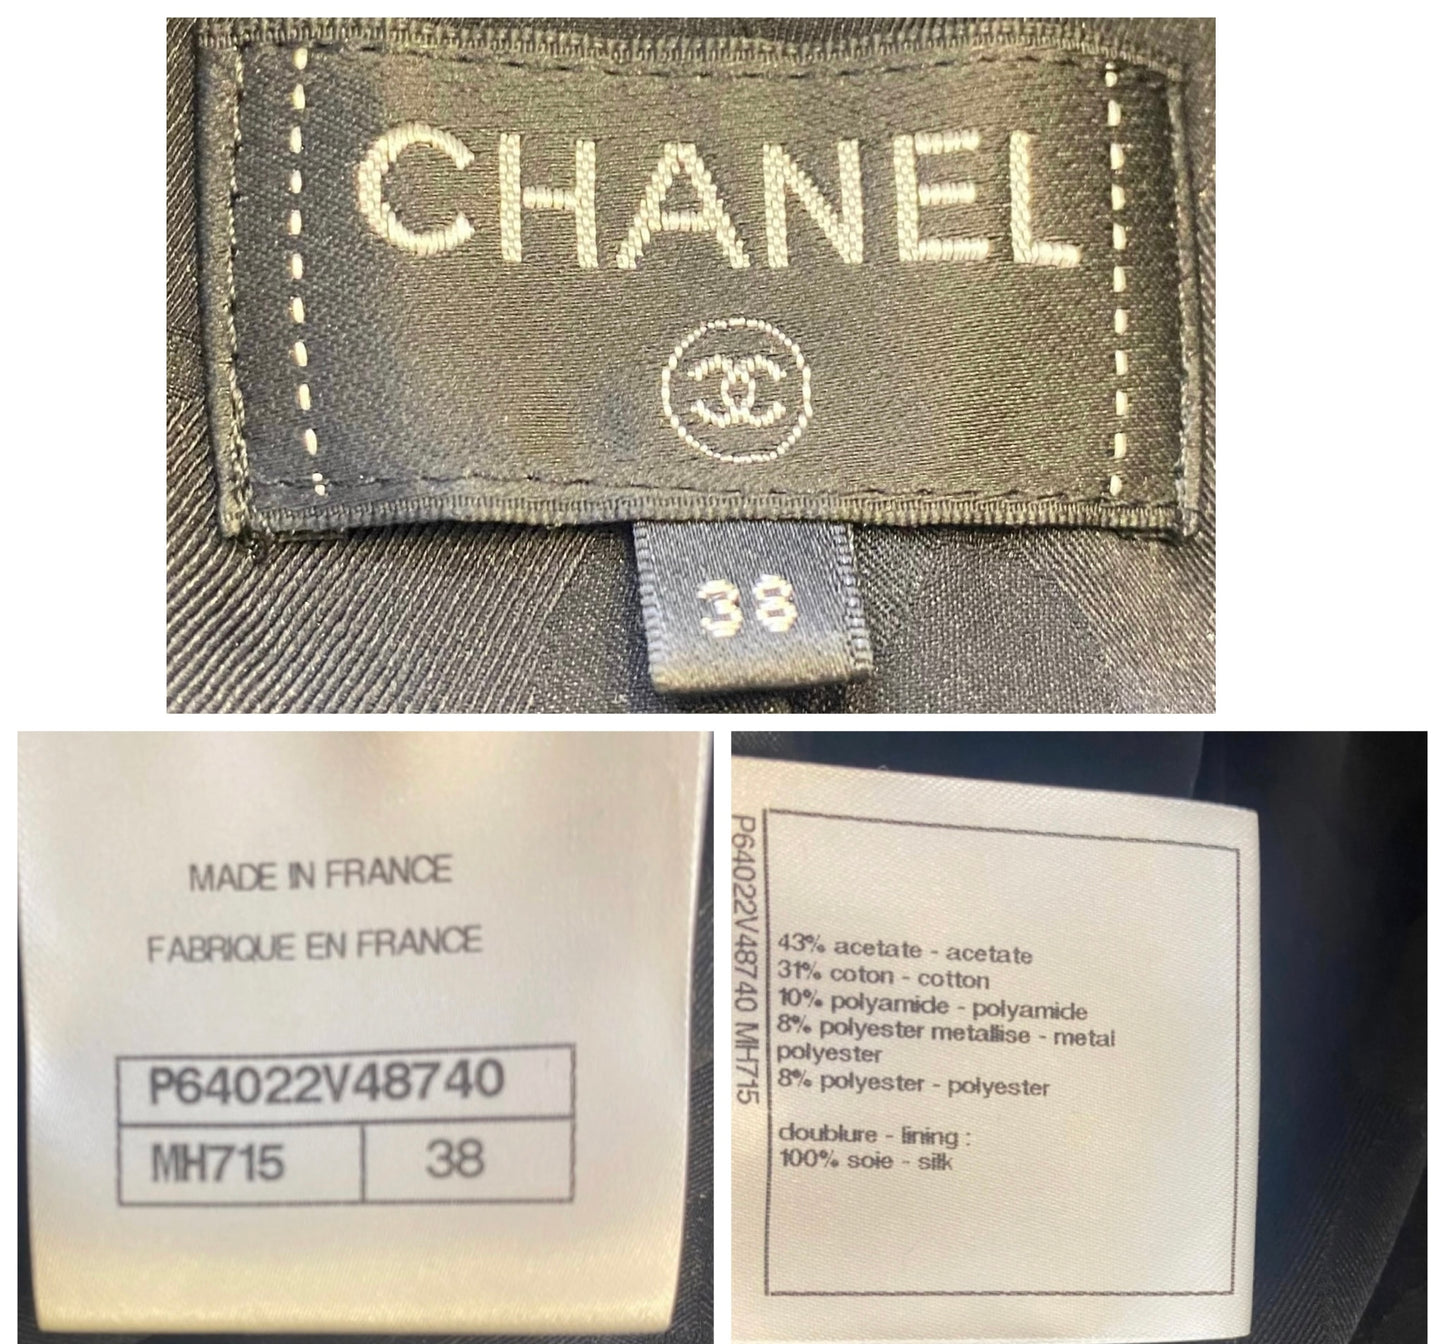 CHANEL
38
MADE IN FRANCE
FABRIQUE EN FRANCE
P64022V48740
MH715 38
P64022V48740 MH715
43% acetate - acetate
31% coton - cotton
10% polyamide - polyamide
8% polyester metallise - metal
polyester
8% polyester - polyester
doublure - lining :
100% soie - silk